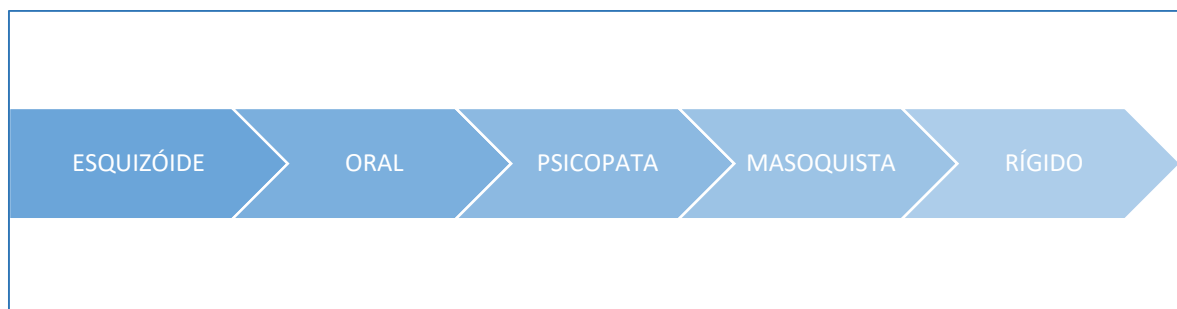 ESQUIZÓIDE
ORAL
PSICOPATA
MASOQUISTA
RÍGIDO